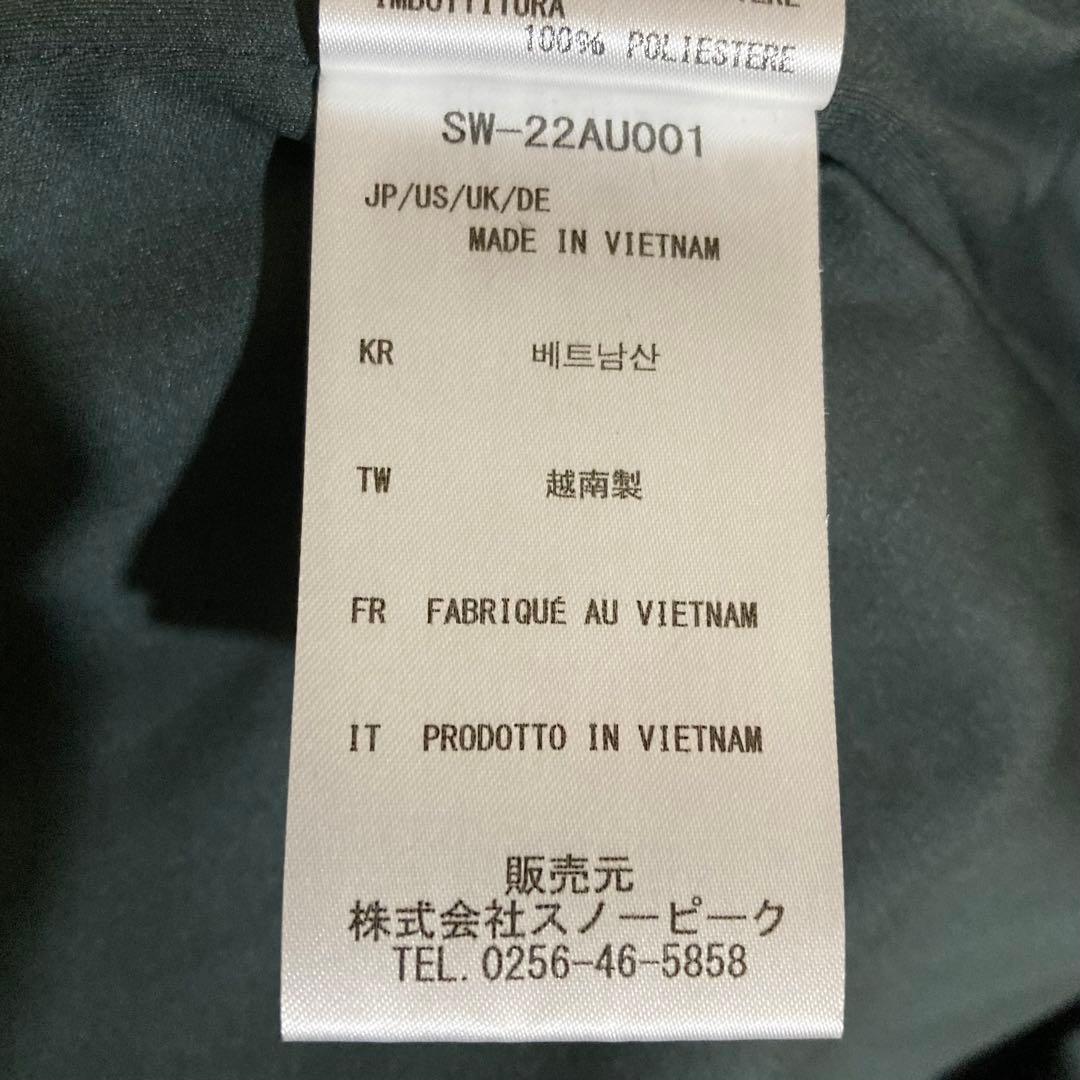 IMBOTTITURA
100% POLIESTERE
SW-22AU001
JP/US/UK/DE
MADE IN VIETNAM
KR 베트남산
TW 越南製
FR FABRIQUÉ AU VIETNAM
IT PRODOTTO IN VIETNAM
販売元
株式会社スノーピーク
TEL. 0256-46-5858